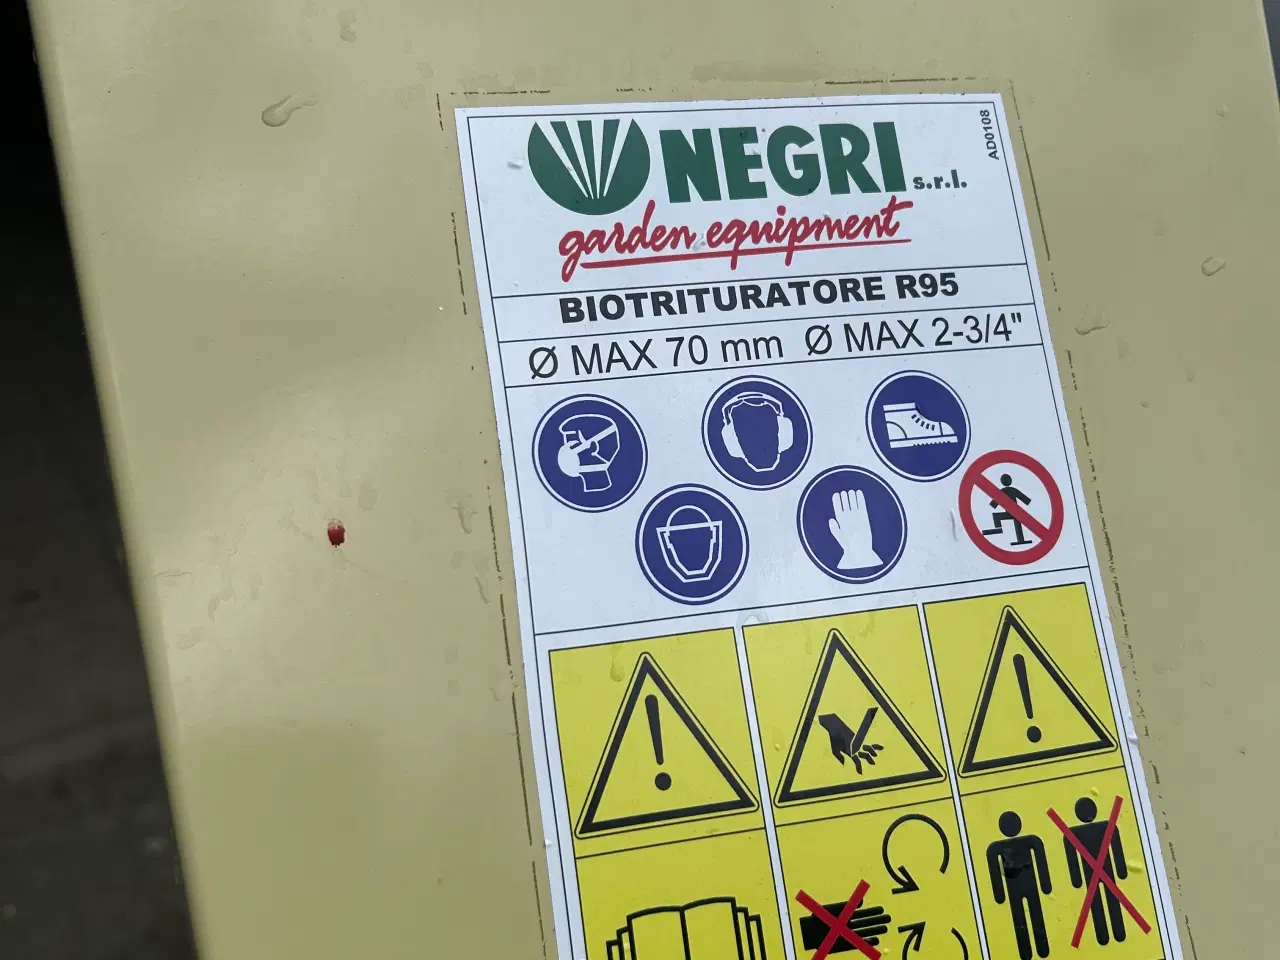 NEGRI s.r.l.
AD0108
garden equipment
BIOTRITURATORE R95
Ø MAX 70 mm Ø MAX 2-3/4"